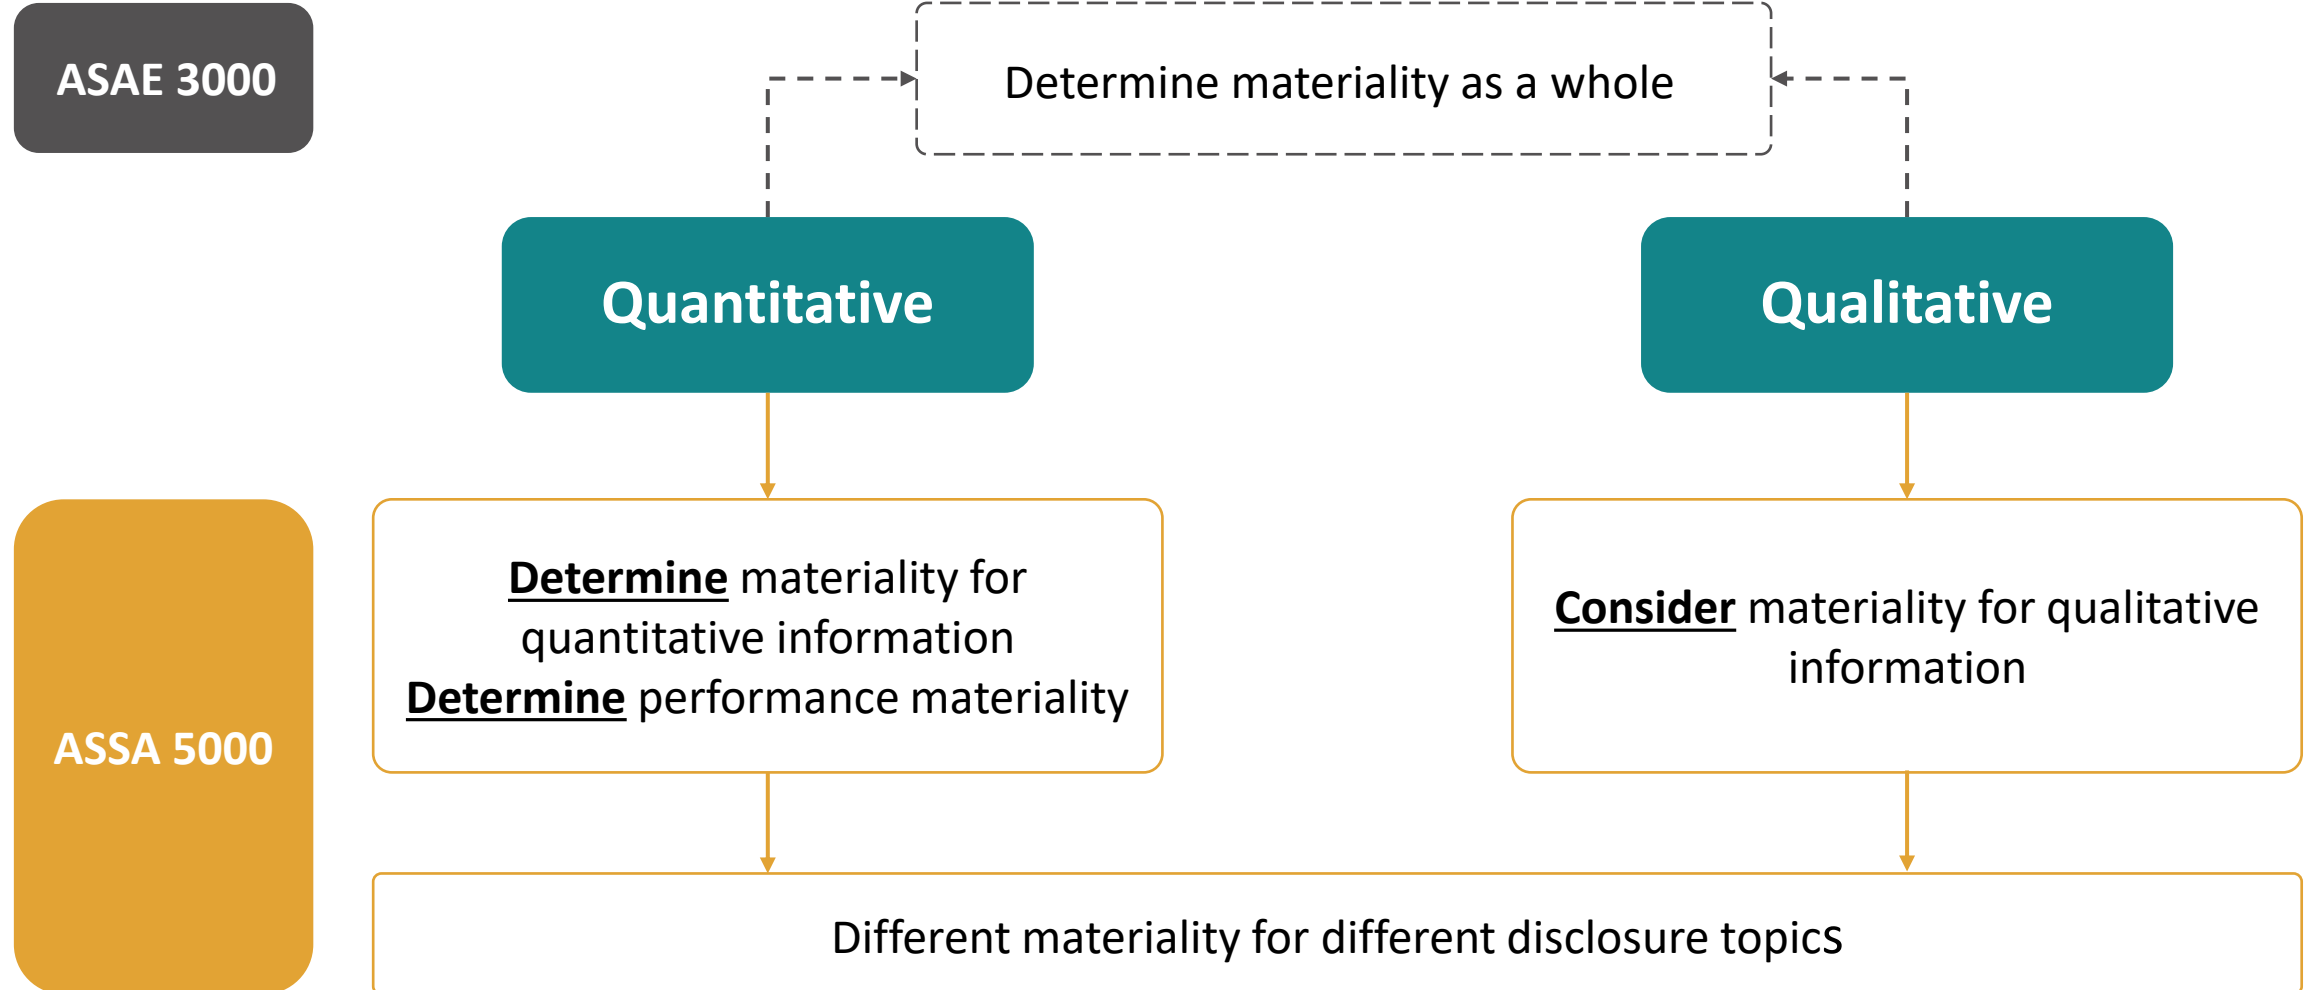 ASAE 3000
Determine materiality as a whole
Quantitative
Qualitative
ASSA 5000
Determine materiality for
quantitative information
Determine performance materiality
Consider materiality for qualitative
information
Different materiality for different disclosure topics